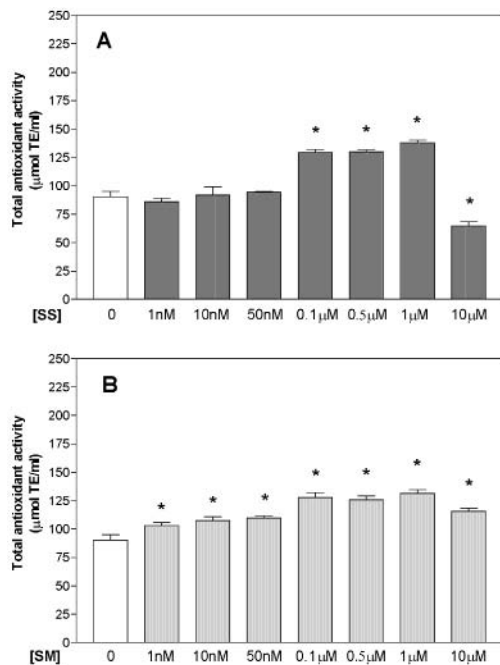 A
Total antioxidant activity
(μmol TE/ml)
250
225
200
175
150
125
100
75
50
25
0
* * * *
[SS] 0 1nM 10nM 50nM 0.1μM 0.5μM 1μM 10μM
B
Total antioxidant activity
(μmol TE/ml)
250
225
200
175
150
125
100
75
50
25
0
* * * * * * *
[SM] 0 1nM 10nM 50nM 0.1μM 0.5μM 1μM 10μM